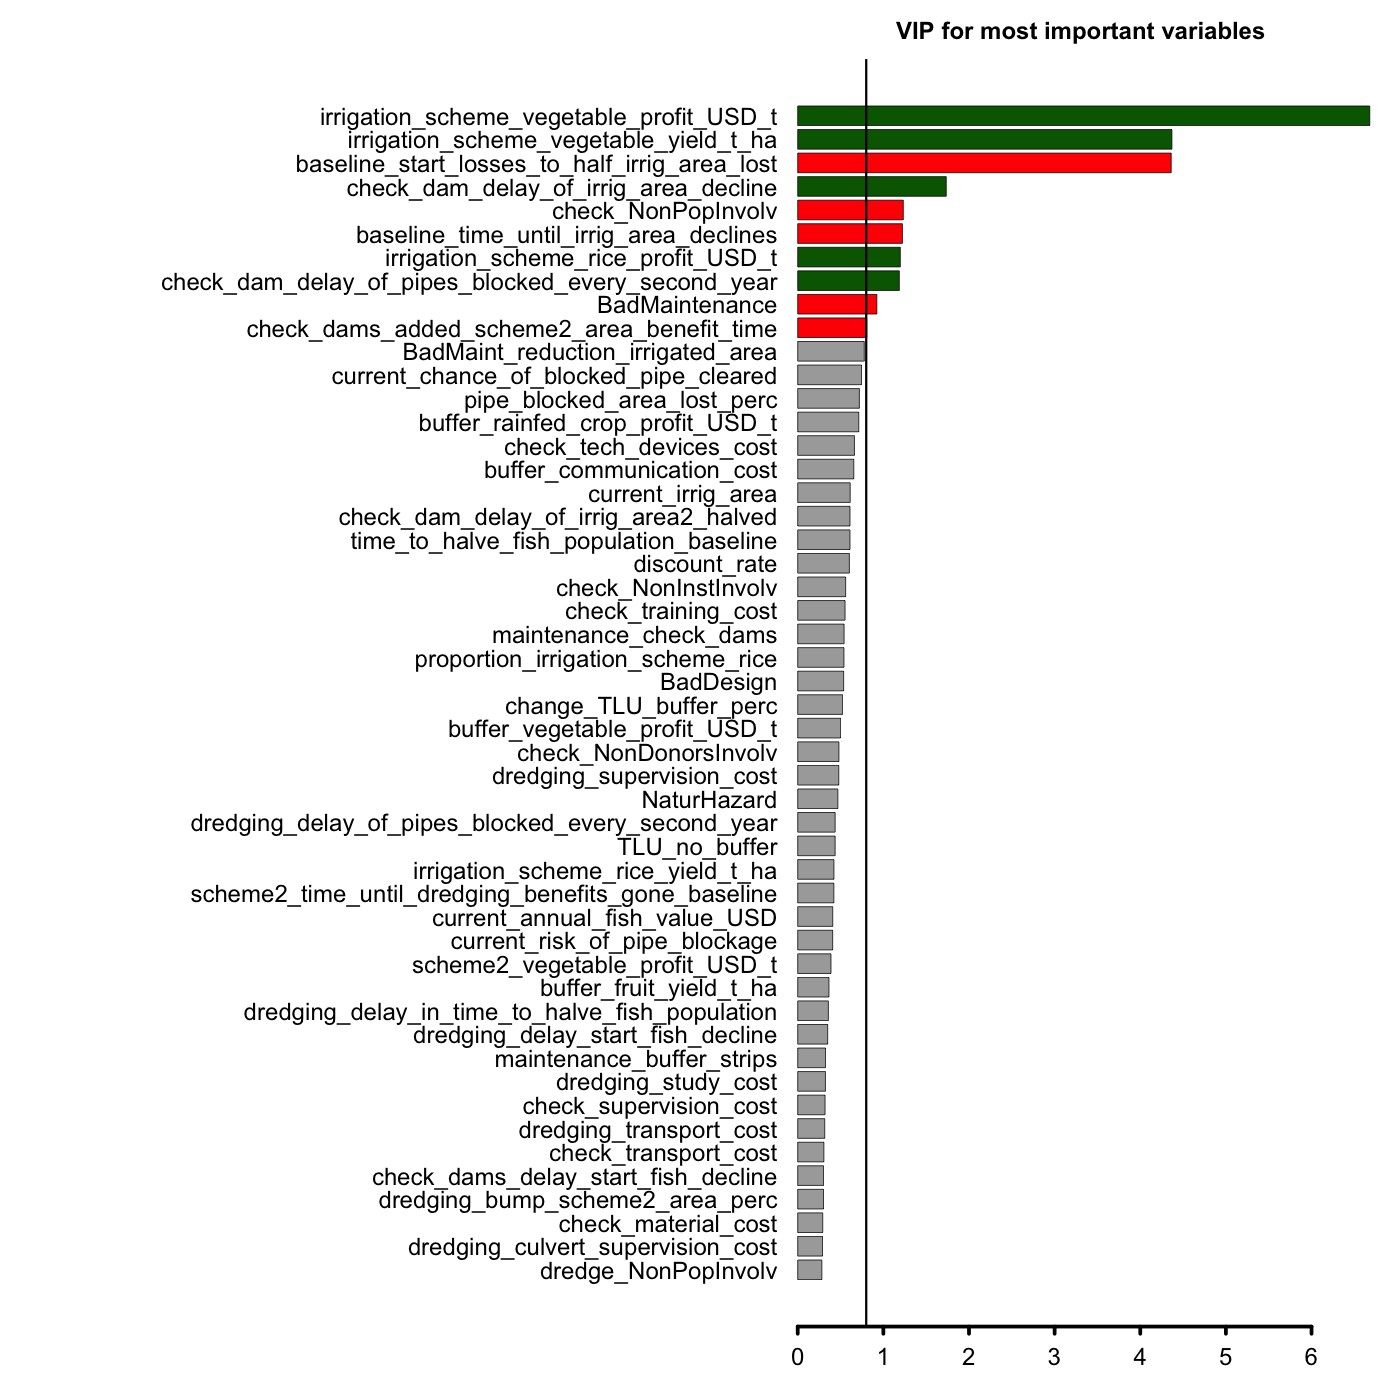 VIP for most important variables
irrigation_scheme_vegetable_profit_USD_t
irrigation_scheme_vegetable_yield_t_ha
baseline_start_losses_to_half_irrig_area_lost
check_dam_delay_of_irrig_area_decline
check_NonPopInvolv
baseline_time_until_irrig_area_declines
irrigation_scheme_rice_profit_USD_t
check_dam_delay_of_pipes_blocked_every_second_year
BadMaintenance
check_dams_added_scheme2_area_benefit_time
BadMaint_reduction_irrigated_area
current_chance_of_blocked_pipe_cleared
pipe_blocked_area_lost_perc
buffer_rainfed_crop_profit_USD_t
check_tech_devices_cost
buffer_communication_cost
current_irrig_area
check_dam_delay_of_irrig_area2_halved
time_to_halve_fish_population_baseline
discount_rate
check_NonInstInvolv
check_training_cost
maintenance_check_dams
proportion_irrigation_scheme_rice
BadDesign
change_TLU_buffer_perc
buffer_vegetable_profit_USD_t
check_NonDonorsInvolv
dredging_supervision_cost
NaturHazard
dredging_delay_of_pipes_blocked_every_second_year
TLU_no_buffer
irrigation_scheme_rice_yield_t_ha
scheme2_time_until_dredging_benefits_gone_baseline
current_annual_fish_value_USD
current_risk_of_pipe_blockage
scheme2_vegetable_profit_USD_t
buffer_fruit_yield_t_ha
dredging_delay_in_time_to_halve_fish_population
dredging_delay_start_fish_decline
maintenance_buffer_strips
dredging_study_cost
check_supervision_cost
dredging_transport_cost
check_transport_cost
check_dams_delay_start_fish_decline
dredging_bump_scheme2_area_perc
check_material_cost
dredging_culvert_supervision_cost
dredge_NonPopInvolv
0 1 2 3 4 5 6